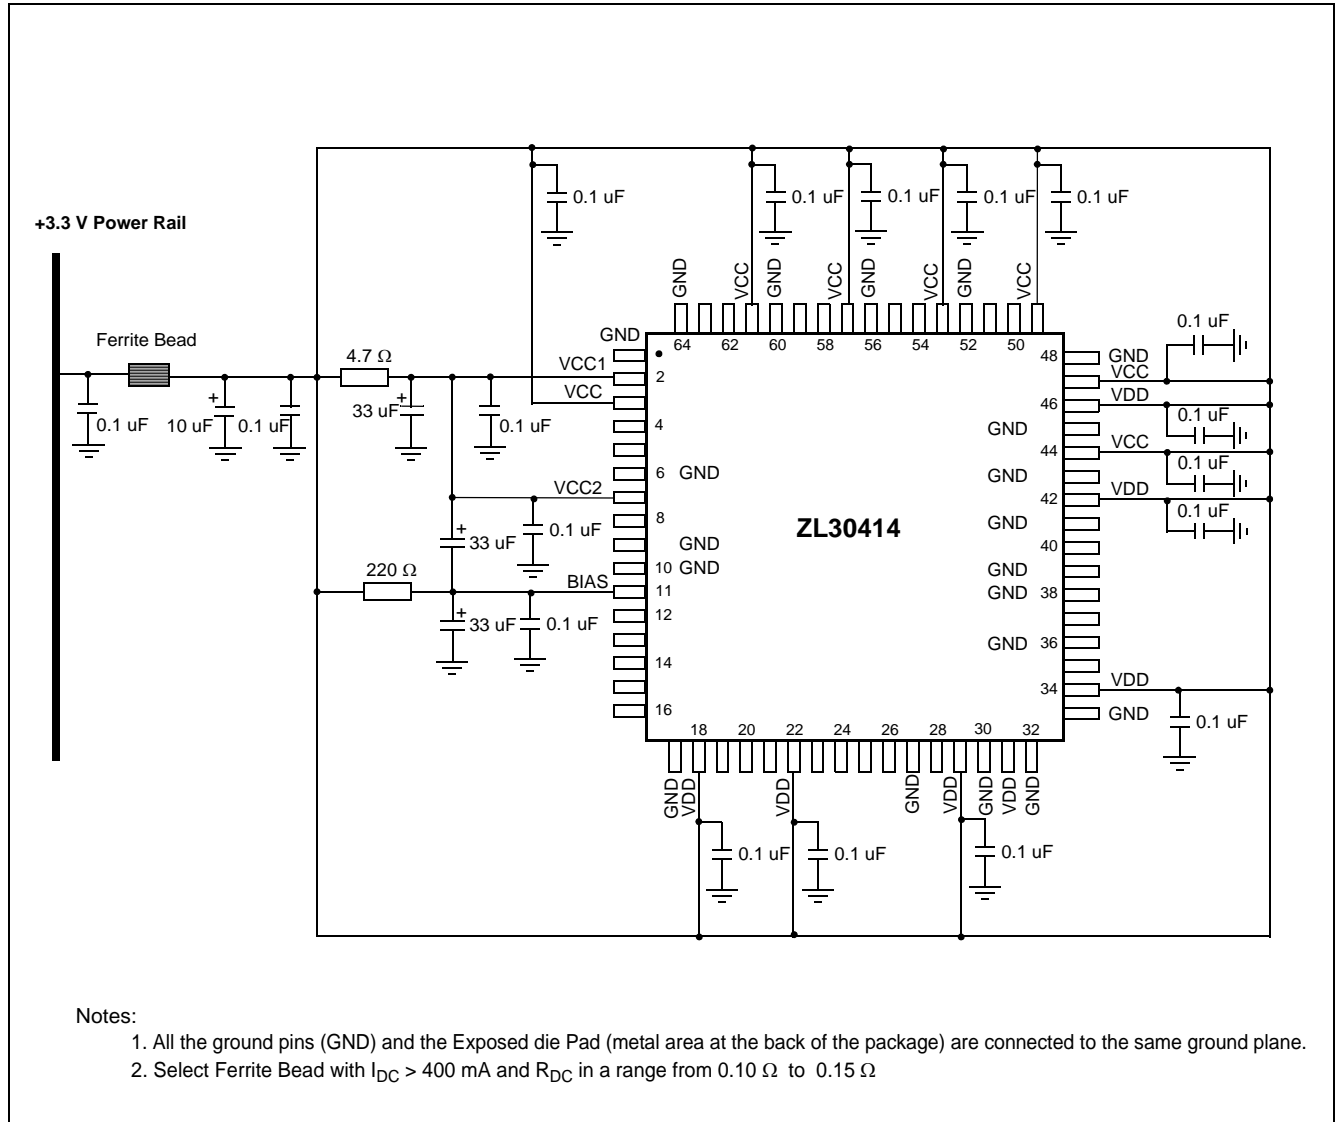 0.1 uF
0.1 uF
0.1 uF
0.1 uF
0.1 uF
+3.3 V Power Rail
GND
VCC
GND
VCC
GND
VCC
GND
VCC
Ferrite Bead
0.1 uF
10 uF
0.1 uF
4.7 Ω
33 uF
+
+
0.1 uF
GND
VCC1
VCC
VCC2
0.1 uF
+
33 uF
220 Ω
BIAS
+
33 uF
0.1 uF
64
62
60
58
56
54
52
50
2
4
6 GND
8
GND
10 GND
11
12
14
16
ZL30414
48
46
GND
44
GND
42
GND
40
GND
GND 38
GND 36
34
GND
VCC
VDD
VCC
VDD
VDD
GND
0.1 uF
0.1 uF
0.1 uF
0.1 uF
0.1 uF
18
20
22
24
26
28
30
32
GND
VDD
VDD
GND
VDD
GND
VDD
GND
0.1 uF
0.1 uF
0.1 uF
Notes:
1. All the ground pins (GND) and the Exposed die Pad (metal area at the back of the package) are connected to the same ground plane.
2. Select Ferrite Bead with IDC > 400 mA and RDC in a range from 0.10 Ω to 0.15 Ω